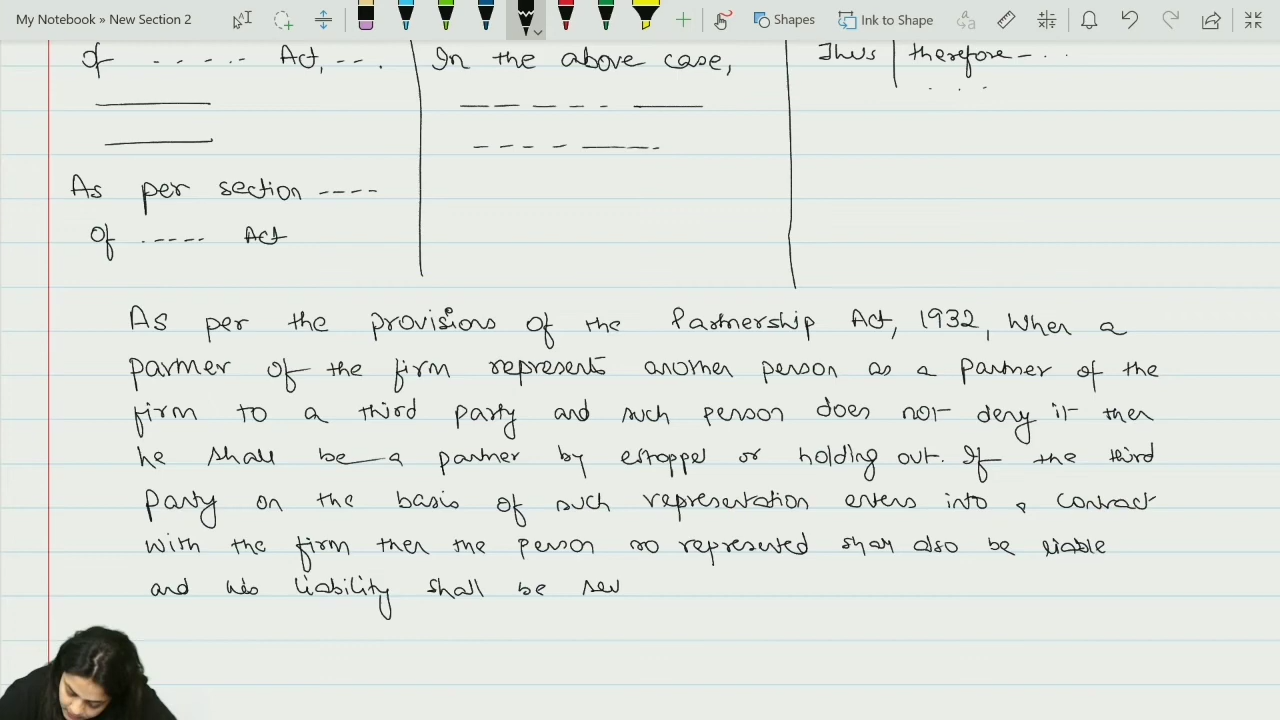 My Notebook » New Section 2
Shapes
Ink to Shape
of ------ Act, --.
In the above case,
Thus | therefore - . .
As per section ----
of ----- Act
As per the provisions of the Partnership Act, 1932, When a
partner of the firm represents another person as a partner of the
firm to a third party and such person does not deny it then
he shall be a partner by estoppel or holding out. If the third
party on the basis of such representation enters into a contract
with the firm then the person so represented shall also be liable
and his liability shall be sev